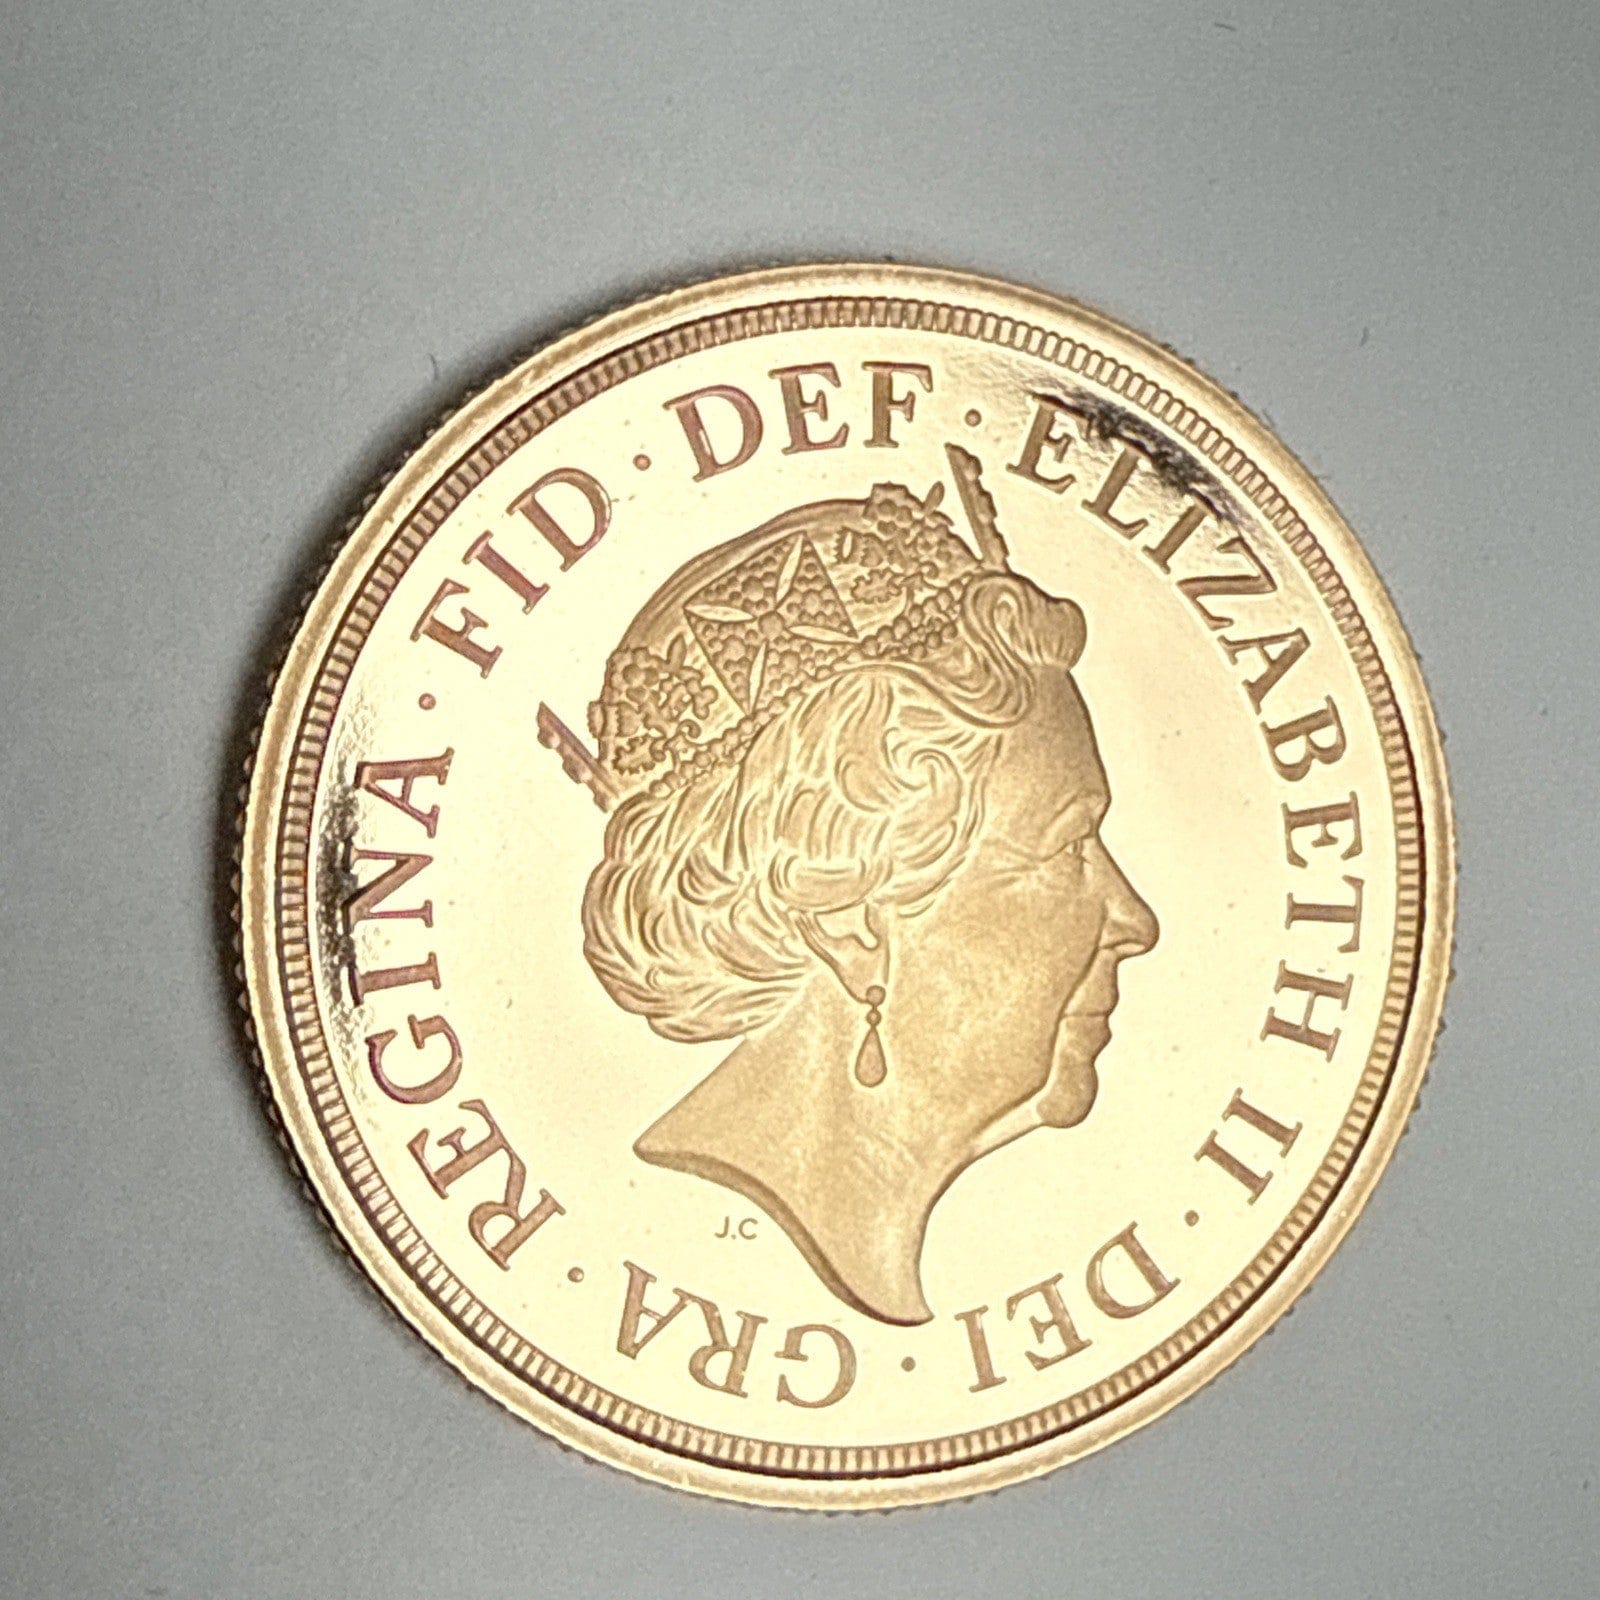 ELIZABETH II · DEI · GRA · REGINA · FID · DEF ·
J.C